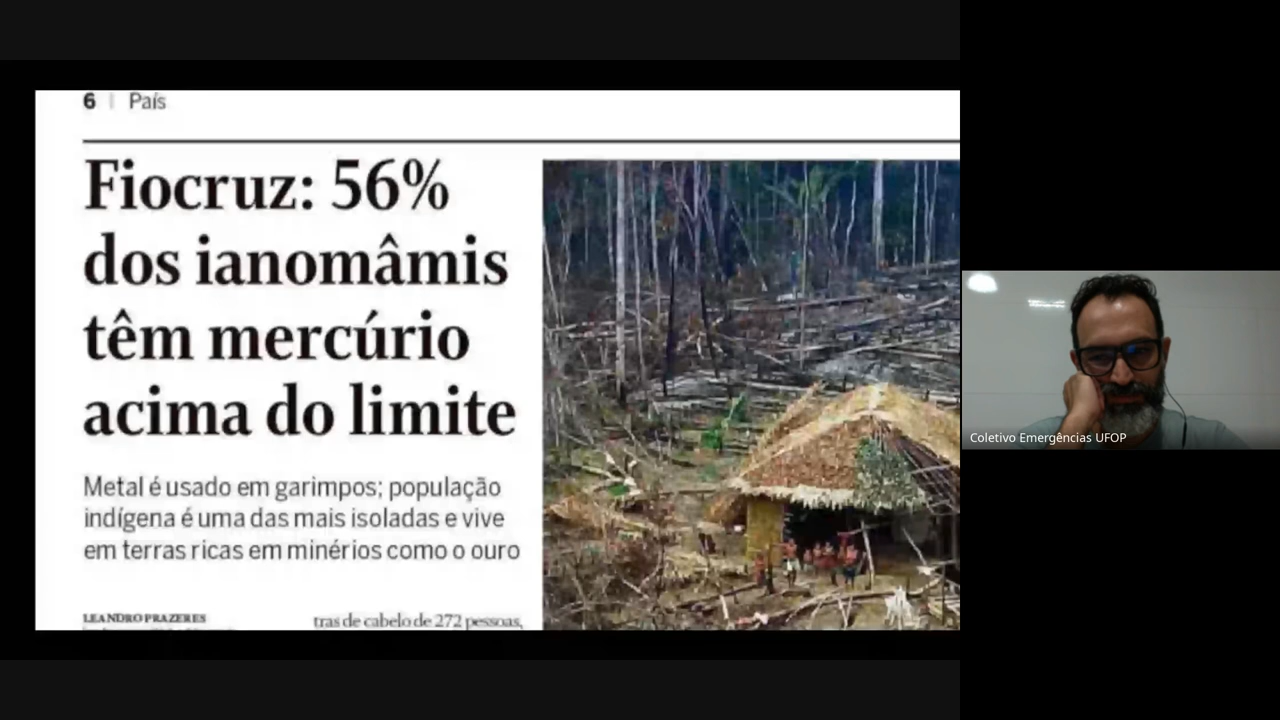 6 | País
Fiocruz: 56%
dos ianomâmis
têm mercúrio
acima do limite
Metal é usado em garimpos; população
indígena é uma das mais isoladas e vive
em terras ricas em minérios como o ouro
LEANDRO PRAZERES
tras de cabelo de 272 pessoas,
Coletivo Emergências UFOP